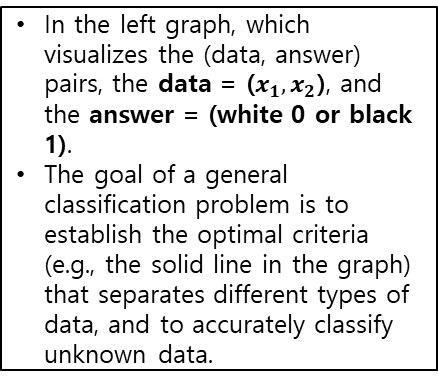 • In the left graph, which
visualizes the (data, answer)
pairs, the data = (x₁, x₂), and
the answer = (white 0 or black
1).
• The goal of a general
classification problem is to
establish the optimal criteria
(e.g., the solid line in the graph)
that separates different types of
data, and to accurately classify
unknown data.